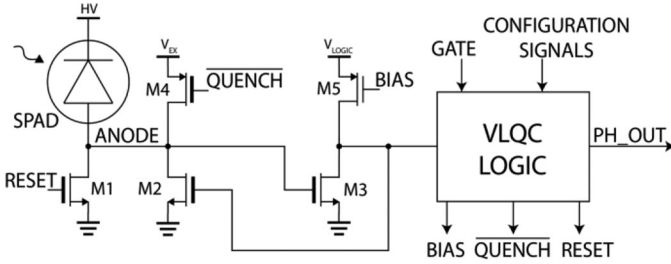 HV
V_EX
V_LOGIC
CONFIGURATION
SIGNALS
GATE
M4
QUENCH
M5
BIAS
SPAD
ANODE
VLQC
LOGIC
PH_OUT
RESET
M1
M2
M3
BIAS
QUENCH
RESET